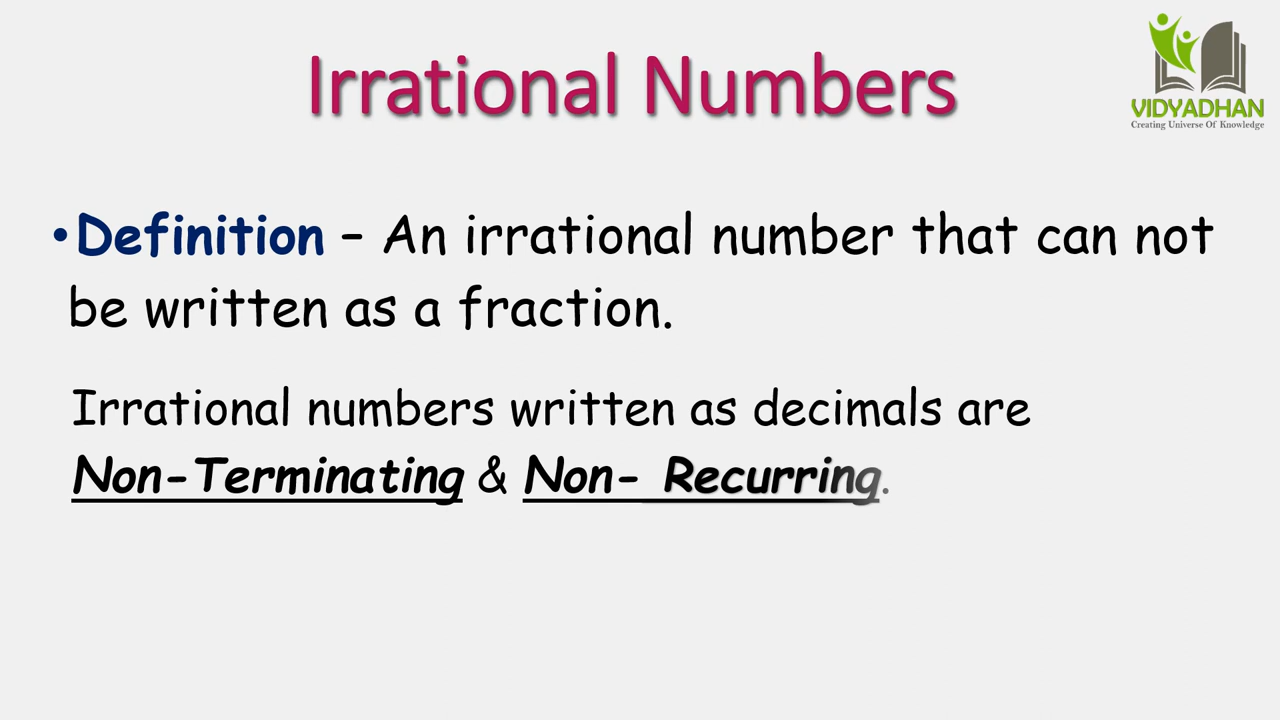 Irrational Numbers
VIDYADHAN
Creating Universe Of Knowledge
•Definition – An irrational number that can not
be written as a fraction.
Irrational numbers written as decimals are
Non-Terminating & Non- Recurring.